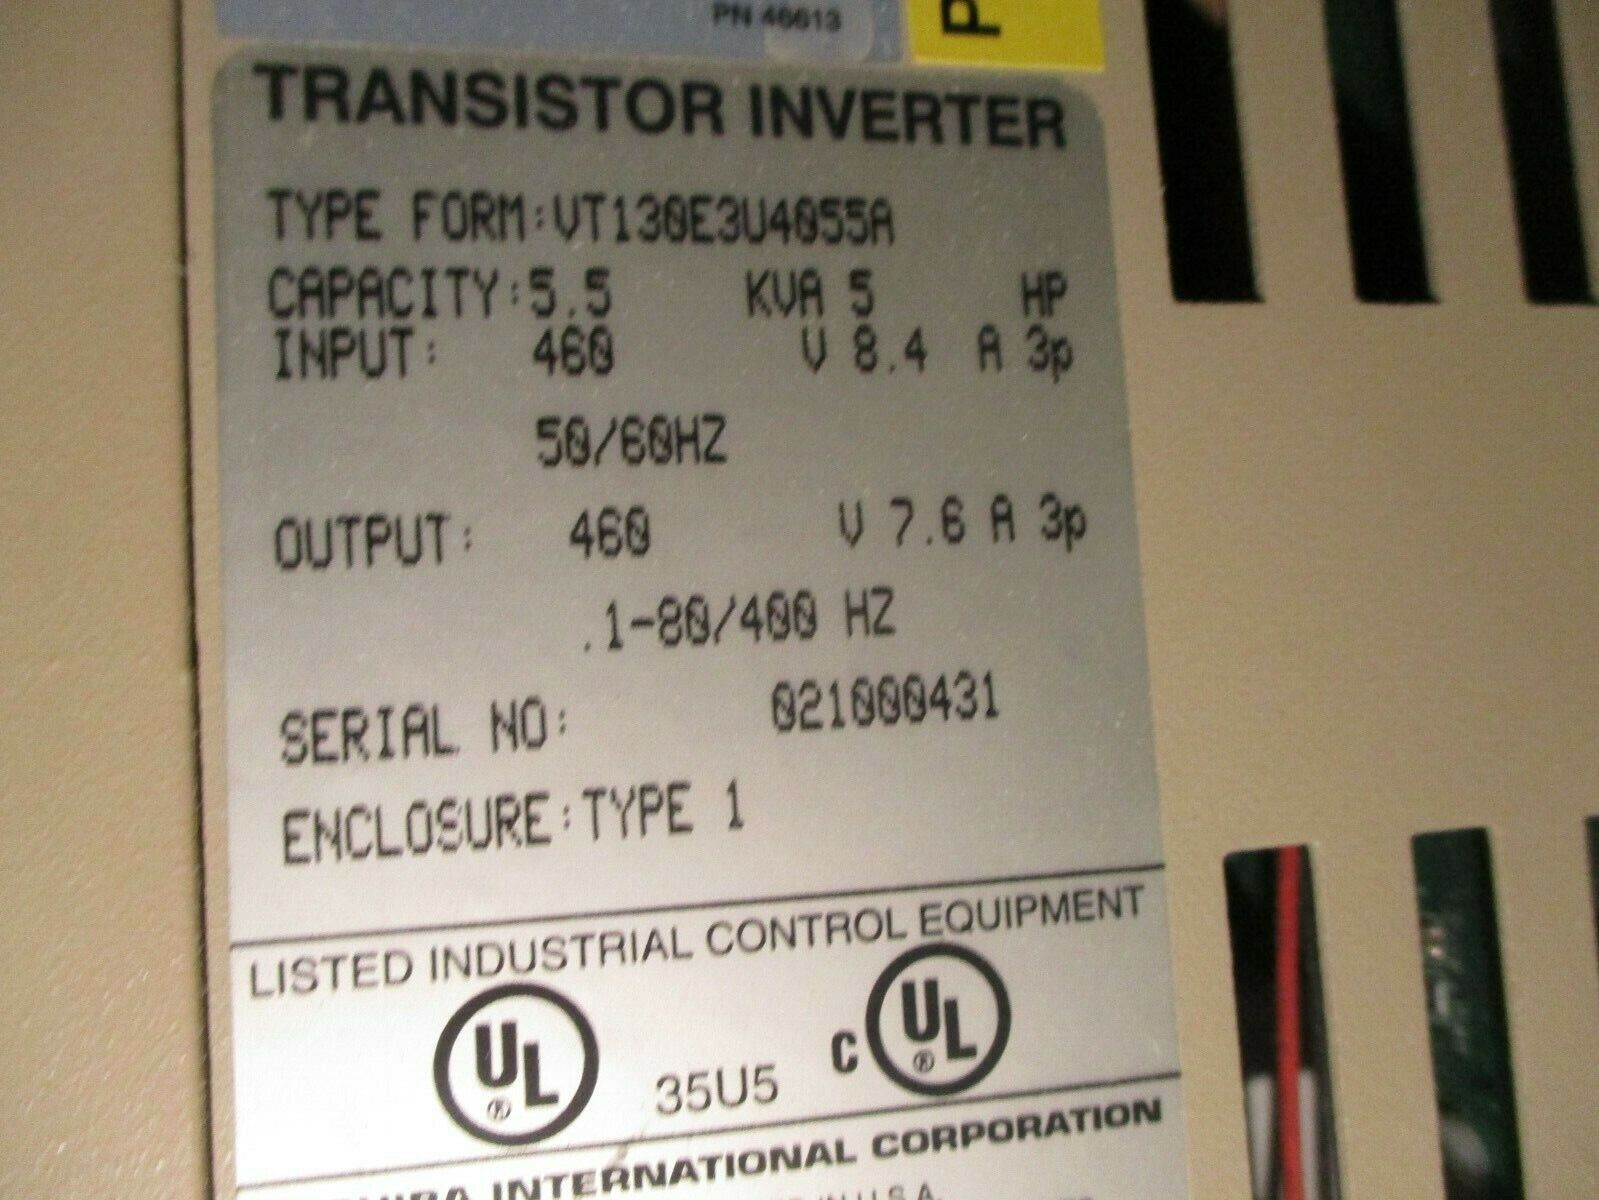 PN 46613
P
TRANSISTOR INVERTER
TYPE FORM:VT130E3U4055A
CAPACITY:5.5 KVA 5 HP
INPUT: 460 V 8.4 A 3p
50/60HZ
OUTPUT: 460 V 7.6 A 3p
.1-80/400 HZ
SERIAL NO: 021000431
ENCLOSURE:TYPE 1
LISTED INDUSTRIAL CONTROL EQUIPMENT
UL ® 35U5 C UL ®
INTERNATIONAL CORPORATION
IN U.S.A.